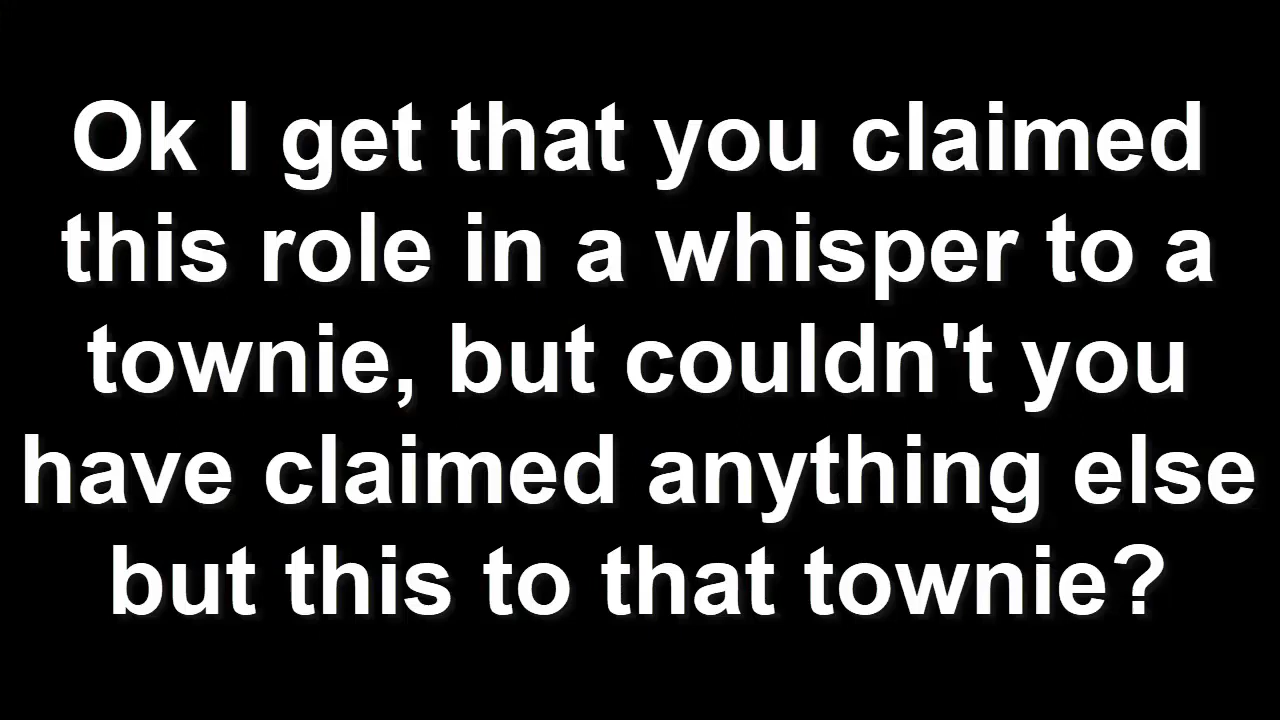 Ok I get that you claimed
this role in a whisper to a
townie, but couldn't you
have claimed anything else
but this to that townie?